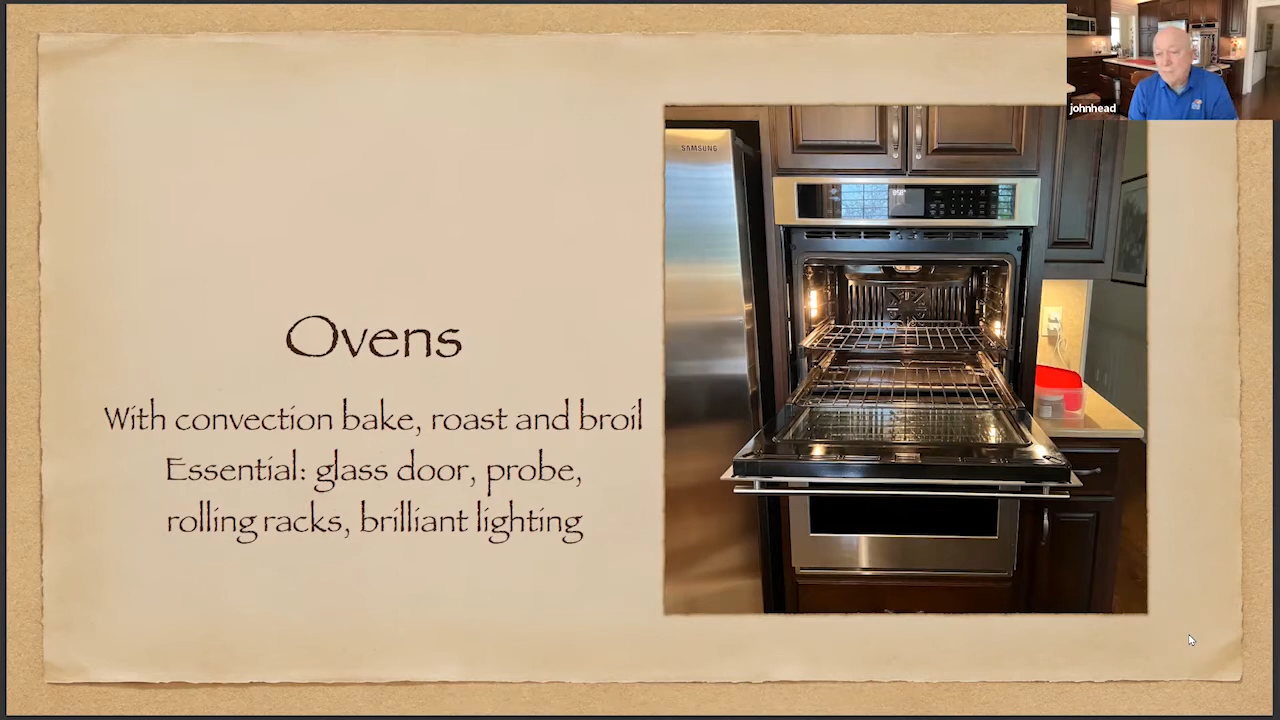 johnhead
SAMSUNG
Ovens
With convection bake, roast and broil
Essential: glass door, probe,
rolling racks, brilliant lighting